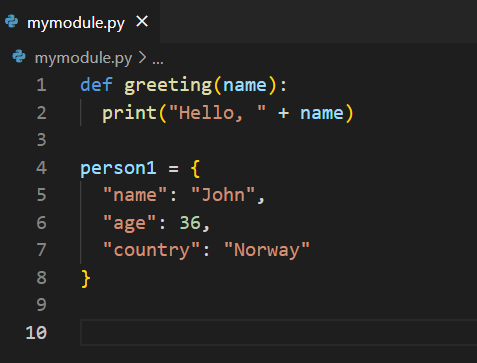 mymodule.py ×
mymodule.py > ...
1 def greeting(name):
2   print("Hello, " + name)
3
4 person1 = {
5   "name": "John",
6   "age": 36,
7   "country": "Norway"
8 }
9
10